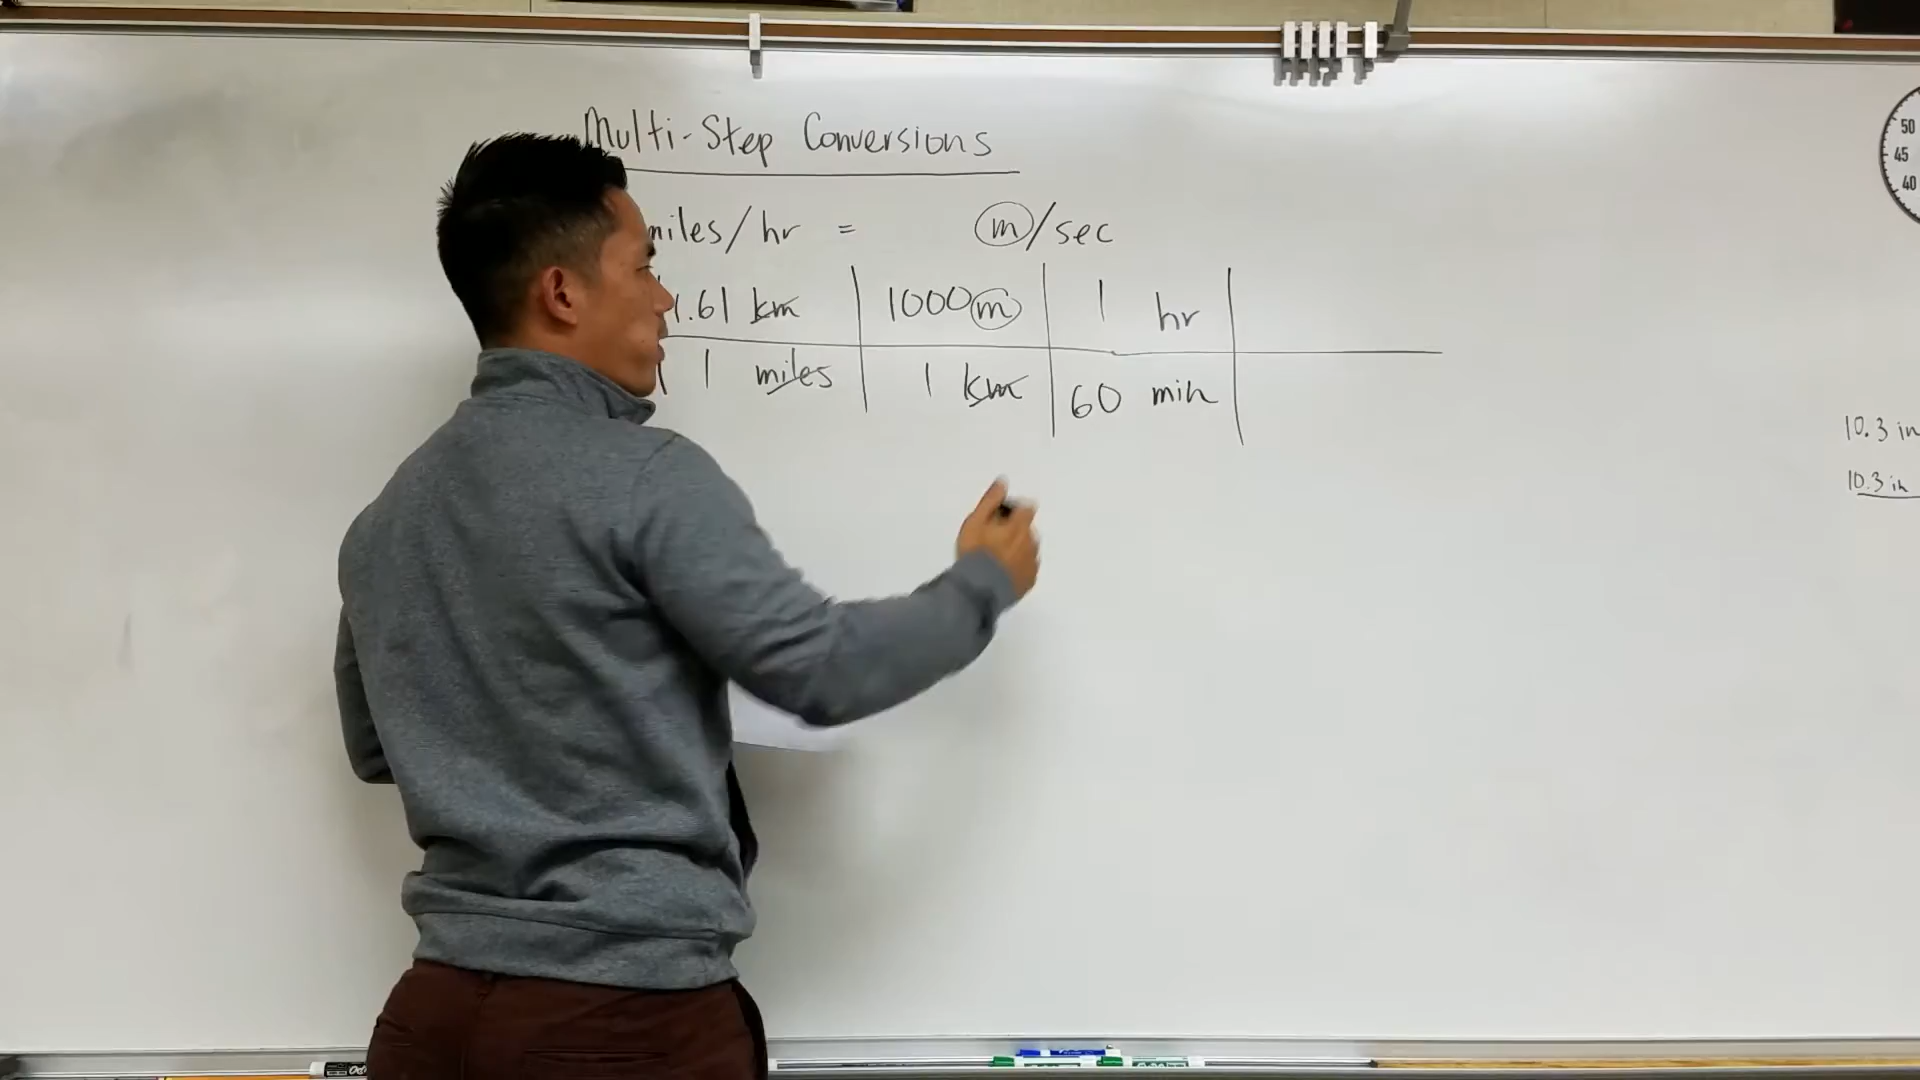 Multi-Step Conversions
miles/hr = m/sec
1.61 km 1000 m 1 hr
1 miles 1 km 60 min
10.3 in
10.3 in
50
45
40